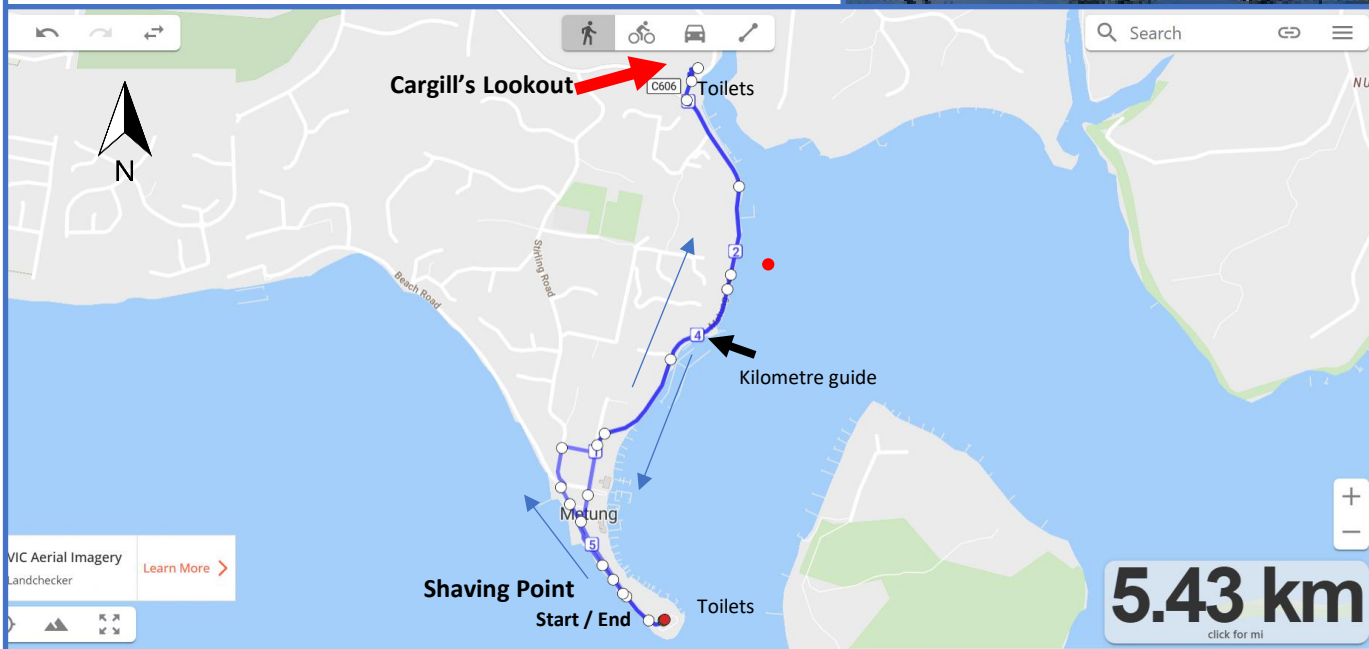 Search
Cargill's Lookout
C606
Toilets
NU
N
Stirling Road
Beach Road
2
4
Kilometre guide
1
Metung
5
VIC Aerial Imagery
Landchecker
Learn More
Shaving Point
Start / End
Toilets
5.43 km
click for mi